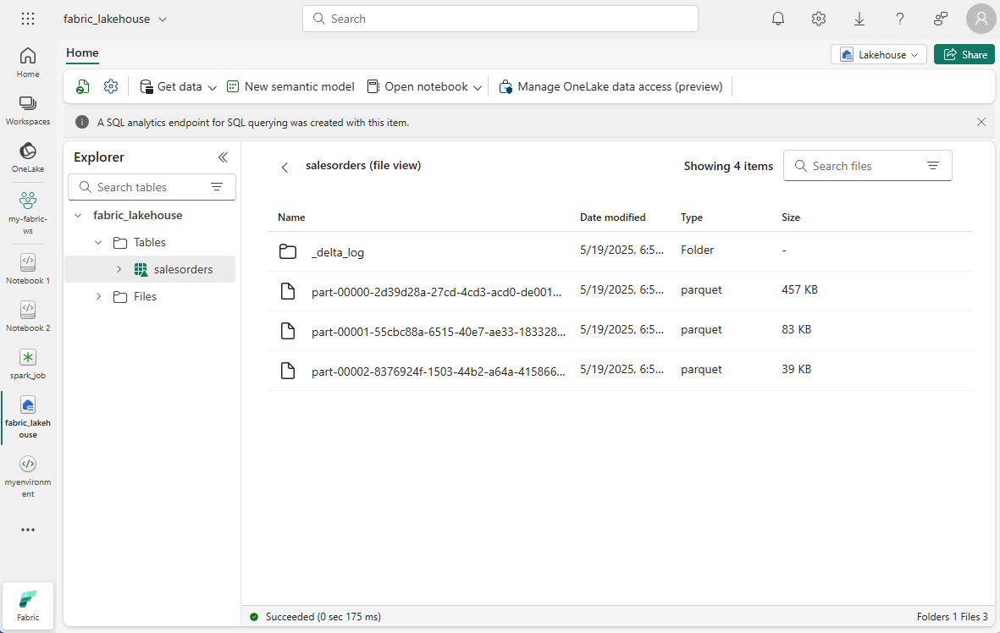 fabric_lakehouse
Search
Home
Lakehouse
Share
Get data
New semantic model
Open notebook
Manage OneLake data access (preview)
A SQL analytics endpoint for SQL querying was created with this item.
Home
Workspaces
OneLake
my-fabric-
ws
Notebook 1
Notebook 2
spark_job
fabric_lakeh
ouse
myenvironm
ent
Fabric
Explorer
Search tables
fabric_lakehouse
Tables
salesorders
Files
salesorders (file view)
Showing 4 items
Search files
Name Date modified Type Size
_delta_log 5/19/2025, 6:5... Folder -
part-00000-2d39d28a-27cd-4cd3-acd0-de001... 5/19/2025, 6:5... parquet 457 KB
part-00001-55cbc88a-6515-40e7-ae33-183328... 5/19/2025, 6:5... parquet 83 KB
part-00002-8376924f-1503-44b2-a64a-415866... 5/19/2025, 6:5... parquet 39 KB
Succeeded (0 sec 175 ms)
Folders 1 Files 3